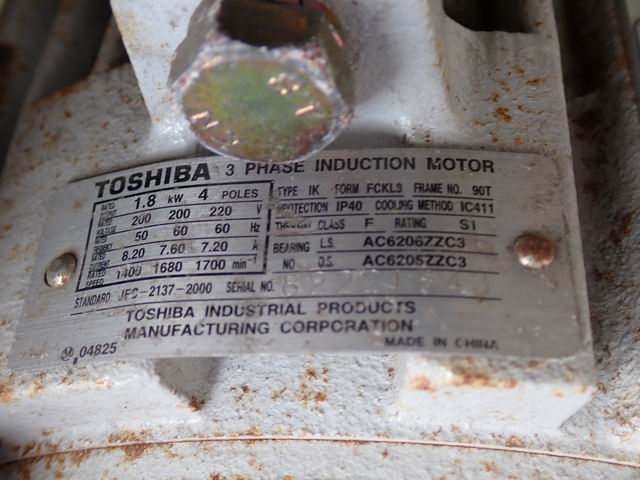 TOSHIBA 3 PHASE INDUCTION MOTOR
RATED OUTPUT 1.8 kW 4 POLES
RATED VOLTAGE 200 200 220 V
RATED FREQUENCY 50 60 60 Hz
RATED CURRENT 8.20 7.60 7.20 A
RATED SPEED 1400 1680 1700 min⁻¹
TYPE IK FORM FCKL3 FRAME NO. 90T
PROTECTION IP40 COOLING METHOD IC411
CLASS F RATING S1
BEARING L.S. AC6206ZZC3
NO O.S. AC6205ZZC3
STANDARD JEC-2137-2000 SERIAL NO.
TOSHIBA INDUSTRIAL PRODUCTS
MANUFACTURING CORPORATION
04825
MADE IN CHINA